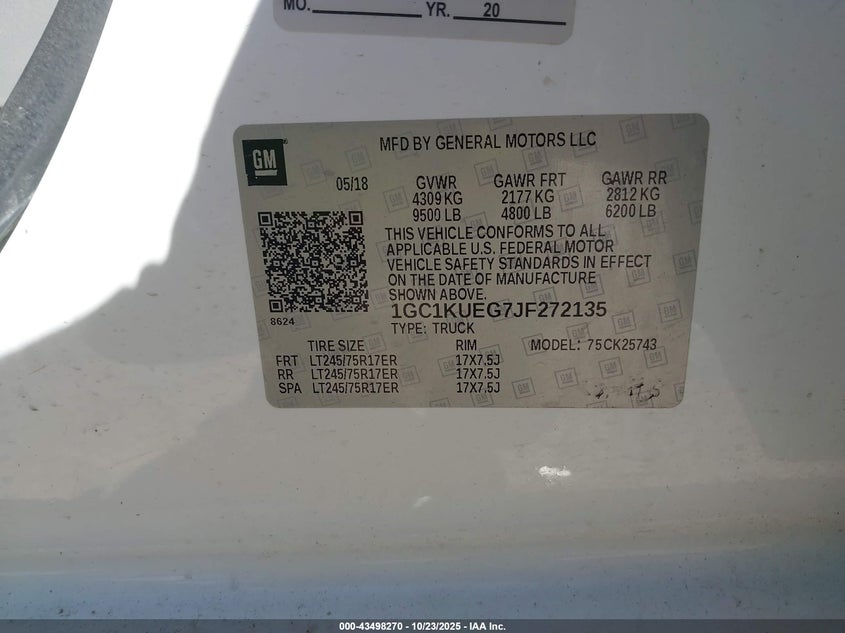 MO. YR. 20
GM
MFD BY GENERAL MOTORS LLC
05/18 GVWR GAWR FRT GAWR RR
4309 KG 2177 KG 2812 KG
9500 LB 4800 LB 6200 LB
THIS VEHICLE CONFORMS TO ALL
APPLICABLE U.S. FEDERAL MOTOR
VEHICLE SAFETY STANDARDS IN EFFECT
ON THE DATE OF MANUFACTURE
SHOWN ABOVE.
8624
1GC1KUEG7JF272135
TYPE: TRUCK
TIRE SIZE RIM MODEL: 75CK25743
FRT LT245/75R17ER 17X7.5J
RR LT245/75R17ER 17X7.5J
SPA LT245/75R17ER 17X7.5J
000-43498270 - 10/23/2025 - IAA Inc.